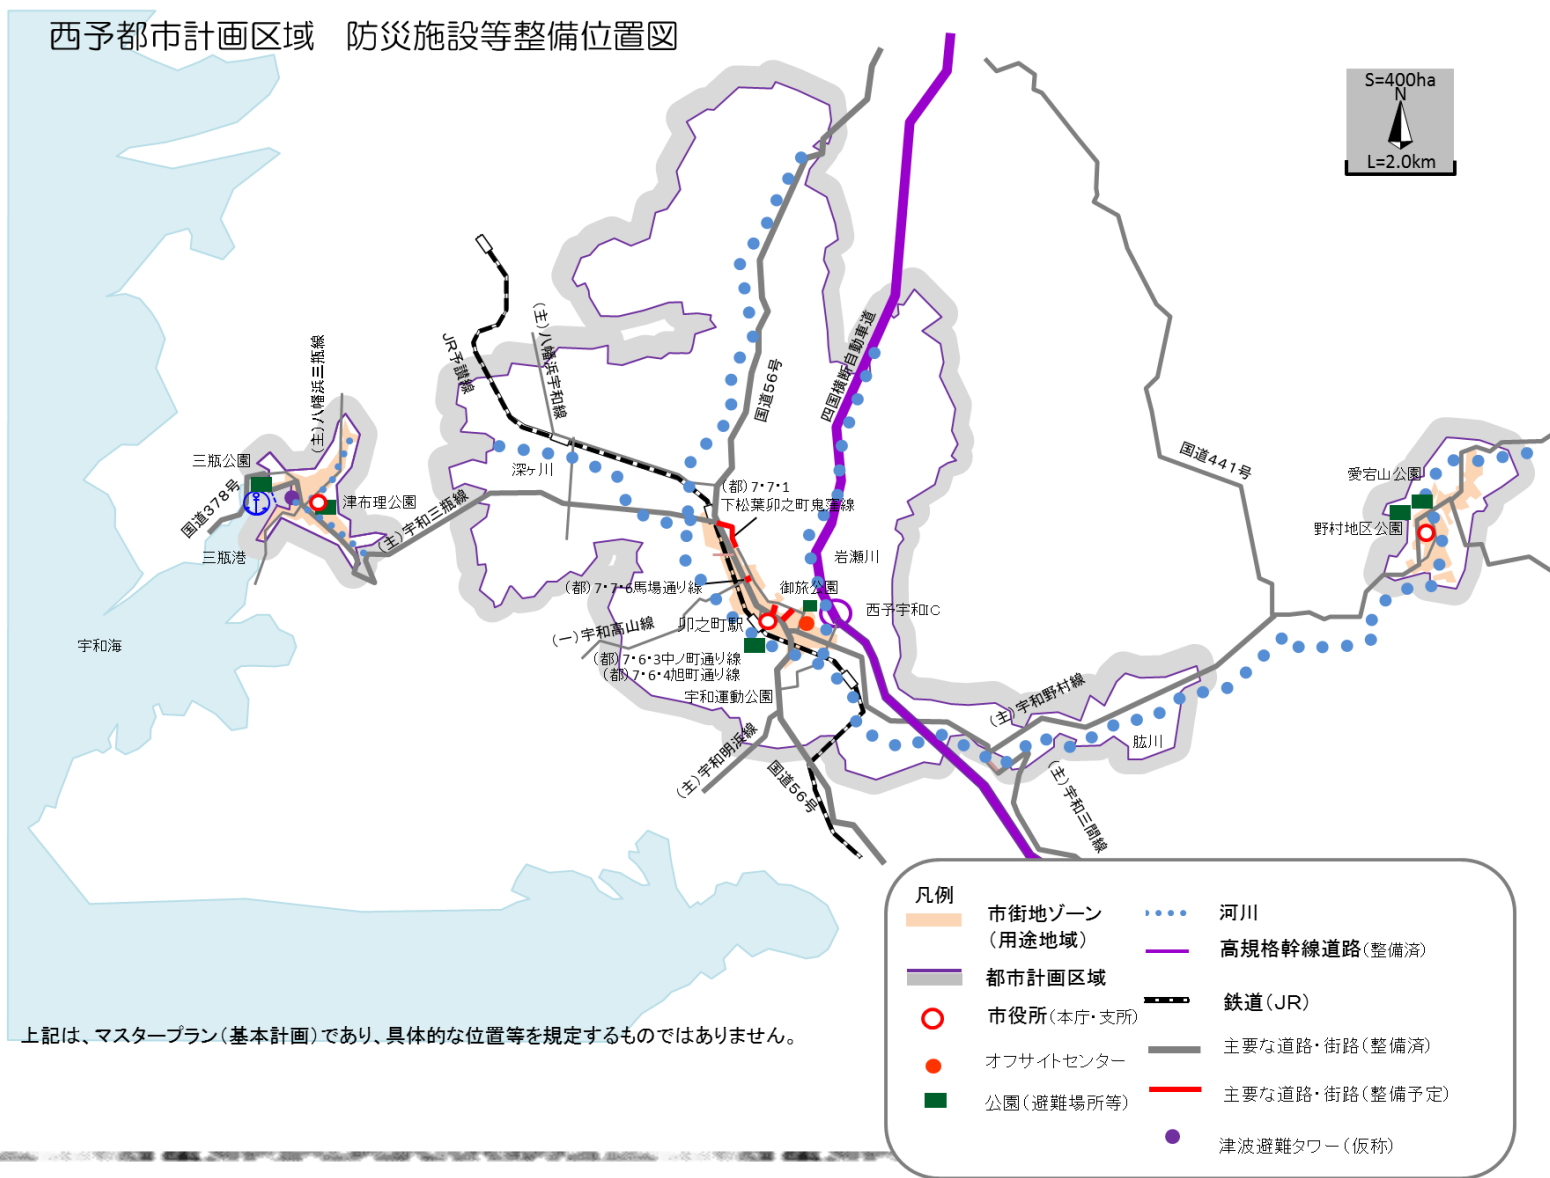 西予都市計画区域　防災施設等整備位置図
S=400ha
N
L=2.0km
(主)八幡浜三瓶線
JR予讃線
(主)八幡浜宇和線
国道56号
四国横断自動車道
国道441号
三瓶公園
国道378号
津布理公園
三瓶港
(主)宇和三瓶線
深ヶ川
(都)7・7・1
下松葉卯之町鬼窪線
岩瀬川
愛宕山公園
野村地区公園
(都)7・7・6馬場通り線
御旅公園
西予宇和IC
(一)宇和高山線
卯之町駅
(都)7・6・3中ノ町通り線
(都)7・6・4旭町通り線
宇和運動公園
宇和海
(主)宇和明浜線
国道56号
(主)宇和野村線
肱川
(主)宇和三間線
凡例
市街地ゾーン
(用途地域)
都市計画区域
市役所(本庁・支所)
オフサイトセンター
公園(避難場所等)
河川
高規格幹線道路(整備済)
鉄道(JR)
主要な道路・街路(整備済)
主要な道路・街路(整備予定)
津波避難タワー(仮称)
上記は、マスタープラン(基本計画)であり、具体的な位置等を規定するものではありません。